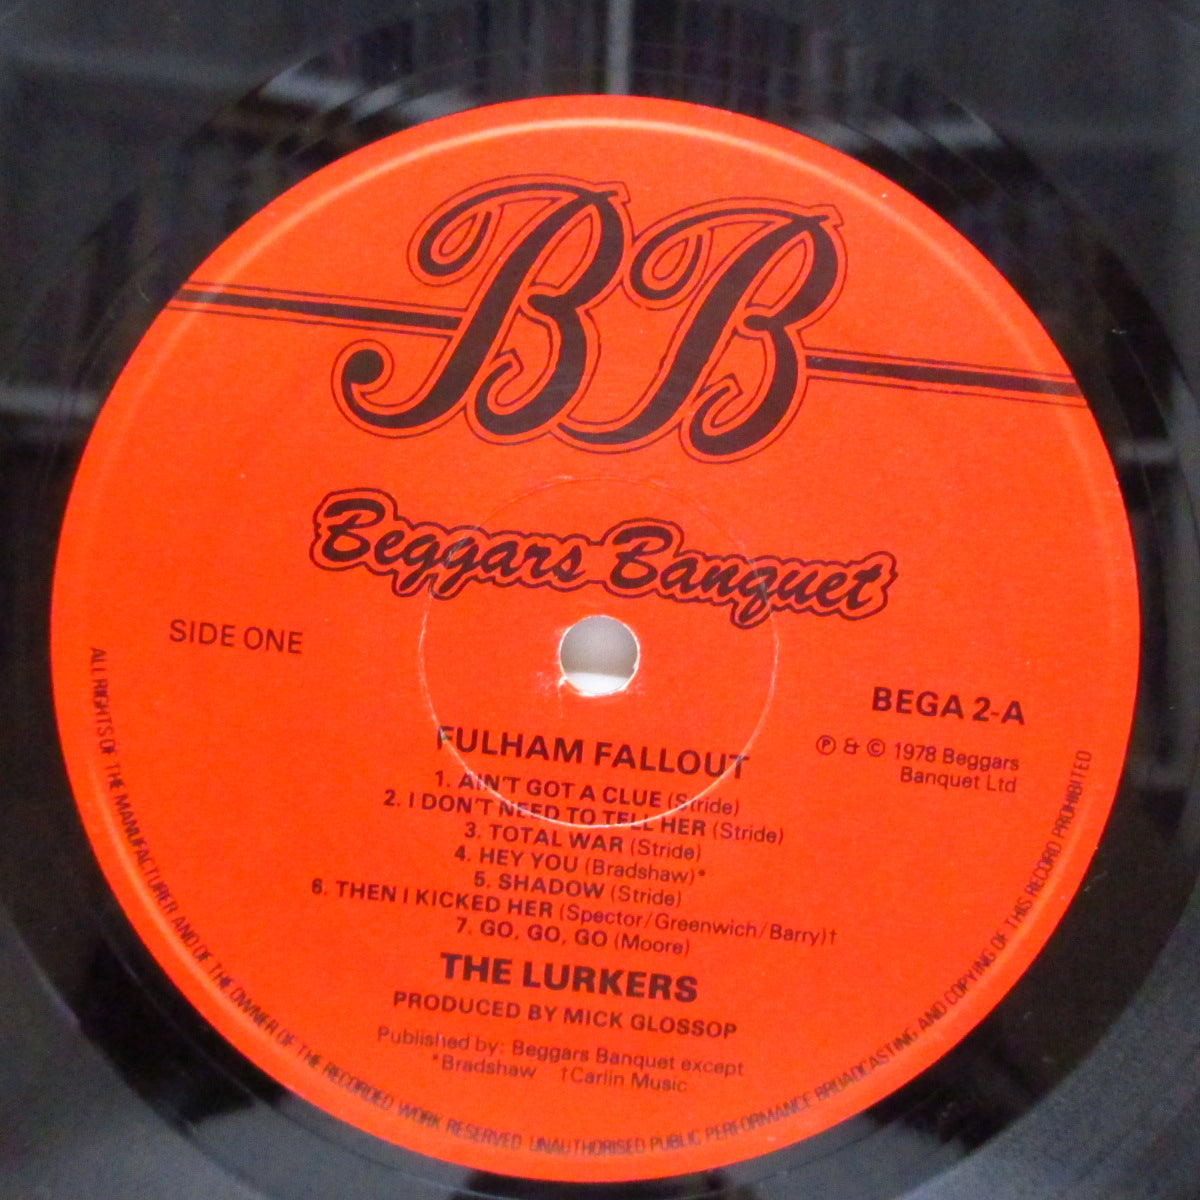 BB
Beggars Banquet
SIDE ONE
BEGA 2-A
℗ & © 1978 Beggars
Banquet Ltd
FULHAM FALLOUT
1. AIN'T GOT A CLUE (Stride)
2. I DON'T NEED TO TELL HER (Stride)
3. TOTAL WAR (Stride)
4. HEY YOU (Bradshaw)*
5. SHADOW (Stride)
6. THEN I KICKED HER (Spector/Greenwich/Barry)†
7. GO, GO, GO (Moore)
THE LURKERS
PRODUCED BY MICK GLOSSOP
Published by: Beggars Banquet except
*Bradshaw †Carlin Music
ALL RIGHTS OF THE MANUFACTURER AND OF THE OWNER OF THE RECORDED WORK RESERVED UNAUTHORISED PUBLIC PERFORMANCE BROADCASTING AND COPYING OF THIS RECORD PROHIBITED